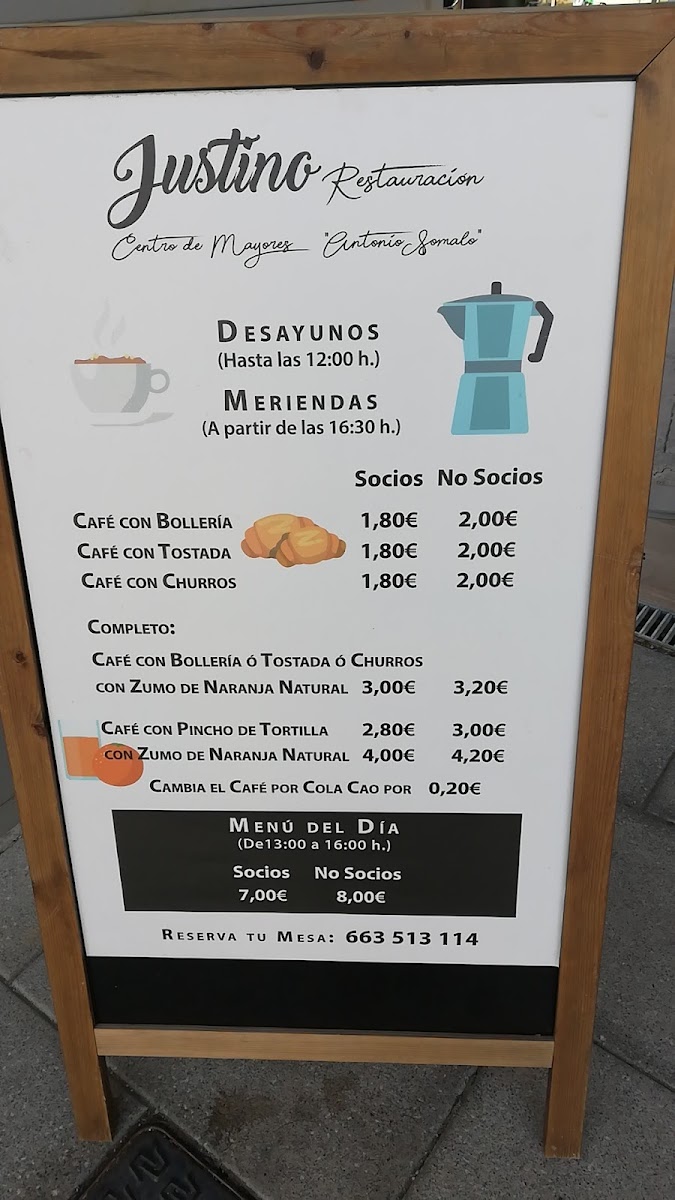 Justino Restauración
Centro de Mayores "Antonio Somalo"
DESAYUNOS
(Hasta las 12:00 h.)
MERIENDAS
(A partir de las 16:30 h.)
Socios No Socios
CAFÉ CON BOLLERÍA 1,80€ 2,00€
CAFÉ CON TOSTADA 1,80€ 2,00€
CAFÉ CON CHURROS 1,80€ 2,00€
COMPLETO:
CAFÉ CON BOLLERÍA Ó TOSTADA Ó CHURROS
CON ZUMO DE NARANJA NATURAL 3,00€ 3,20€
CAFÉ CON PINCHO DE TORTILLA 2,80€ 3,00€
CON ZUMO DE NARANJA NATURAL 4,00€ 4,20€
CAMBIA EL CAFÉ POR COLA CAO POR 0,20€
MENÚ DEL DÍA
(De13:00 a 16:00 h.)
Socios No Socios
7,00€ 8,00€
RESERVA TU MESA: 663 513 114